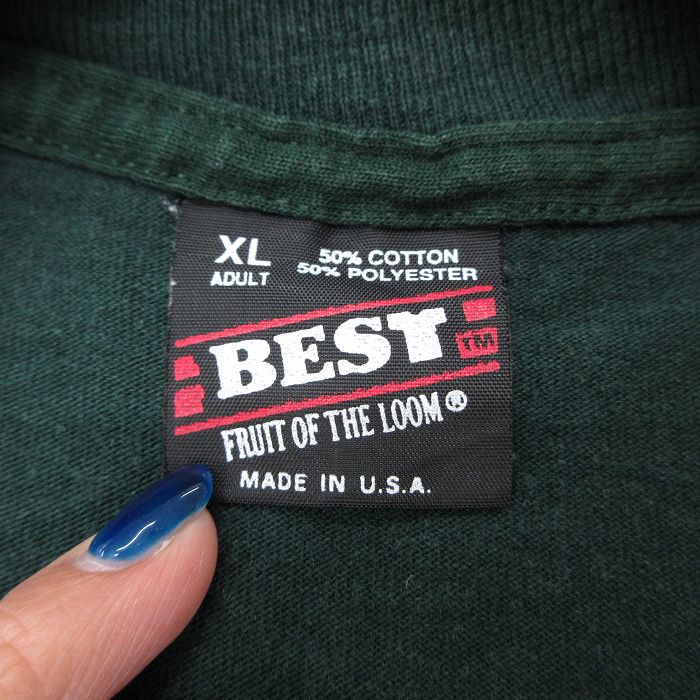 XL
ADULT
50% COTTON
50% POLYESTER
BEST
TM
FRUIT OF THE LOOM®
MADE IN U.S.A.